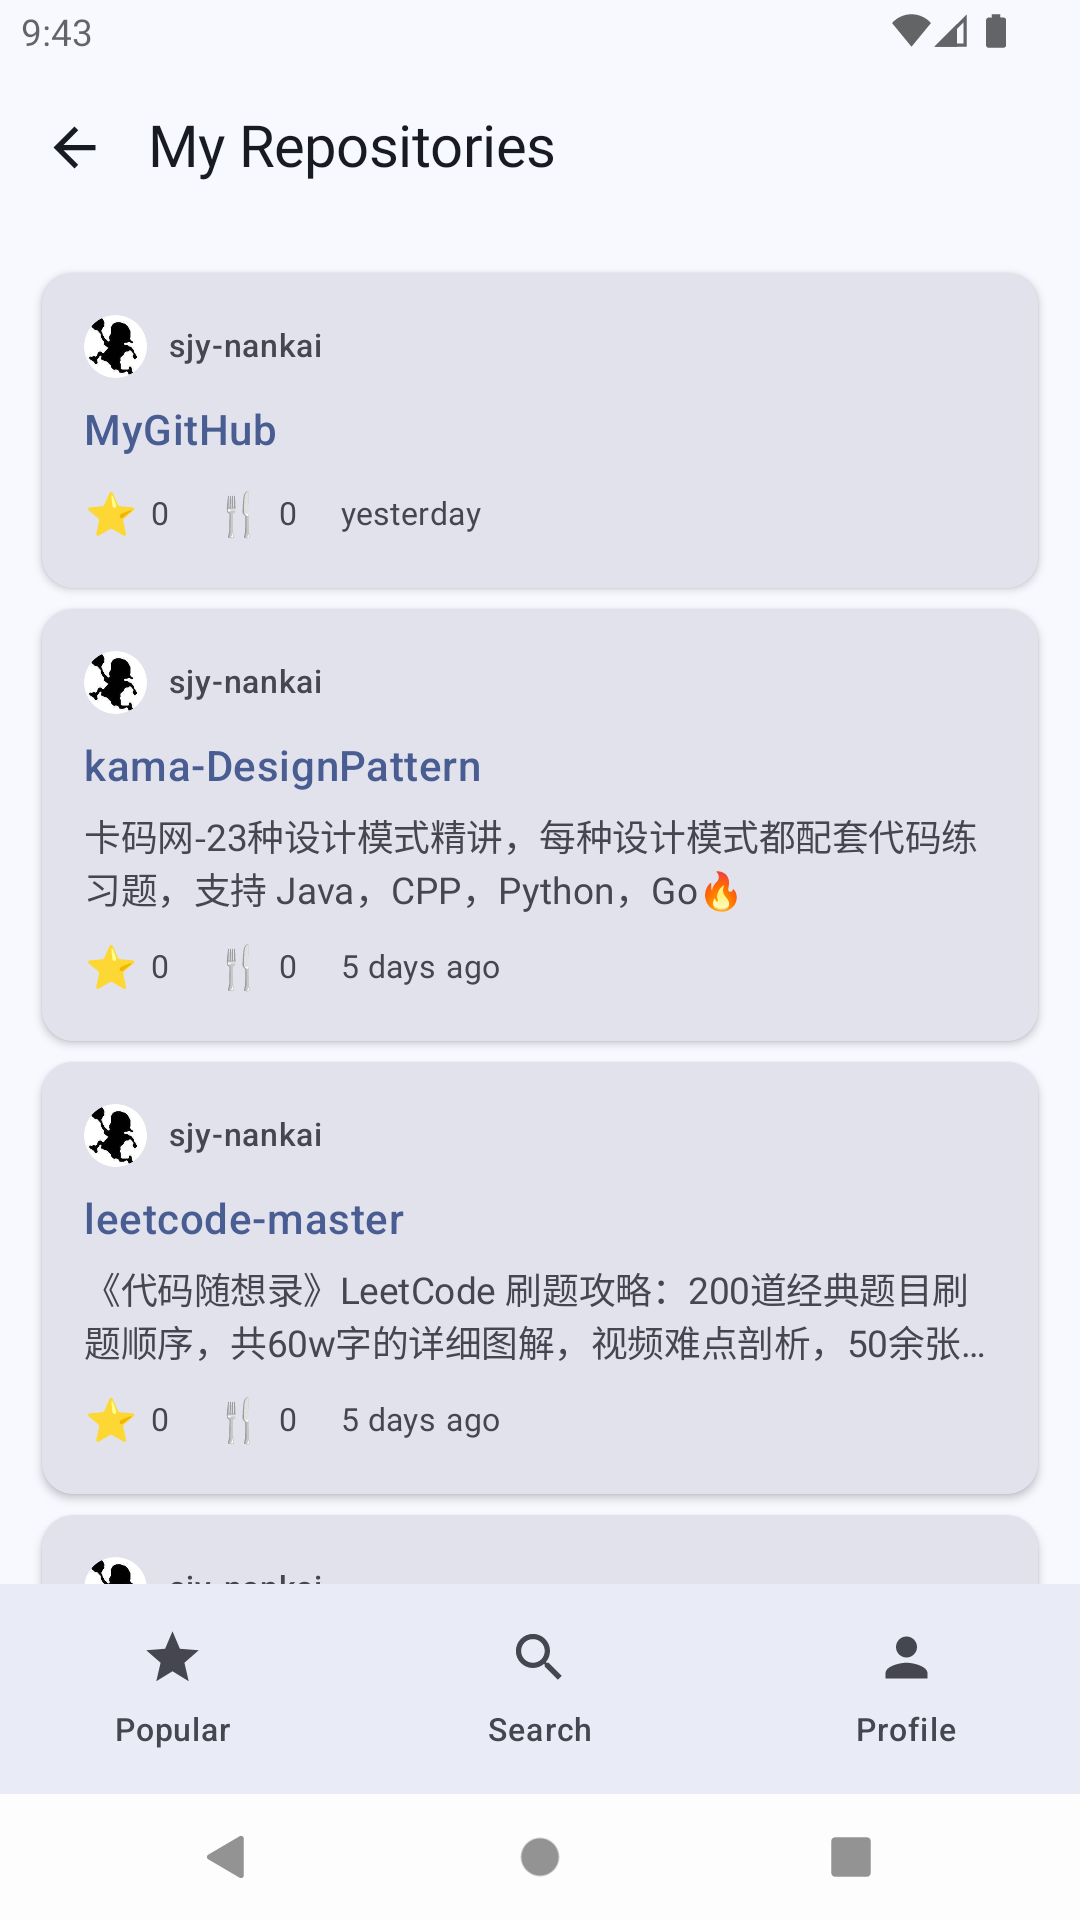 9:43
My Repositories
sjy-nankai
MyGitHub
⭐ 0 🍴 0 yesterday
sjy-nankai
kama-DesignPattern
卡码网-23种设计模式精讲，每种设计模式都配套代码练
习题，支持 Java，CPP，Python，Go🔥
⭐ 0 🍴 0 5 days ago
sjy-nankai
leetcode-master
《代码随想录》LeetCode 刷题攻略：200道经典题目刷
题顺序，共60w字的详细图解，视频难点剖析，50余张…
⭐ 0 🍴 0 5 days ago
sjy-nankai
Popular
Search
Profile